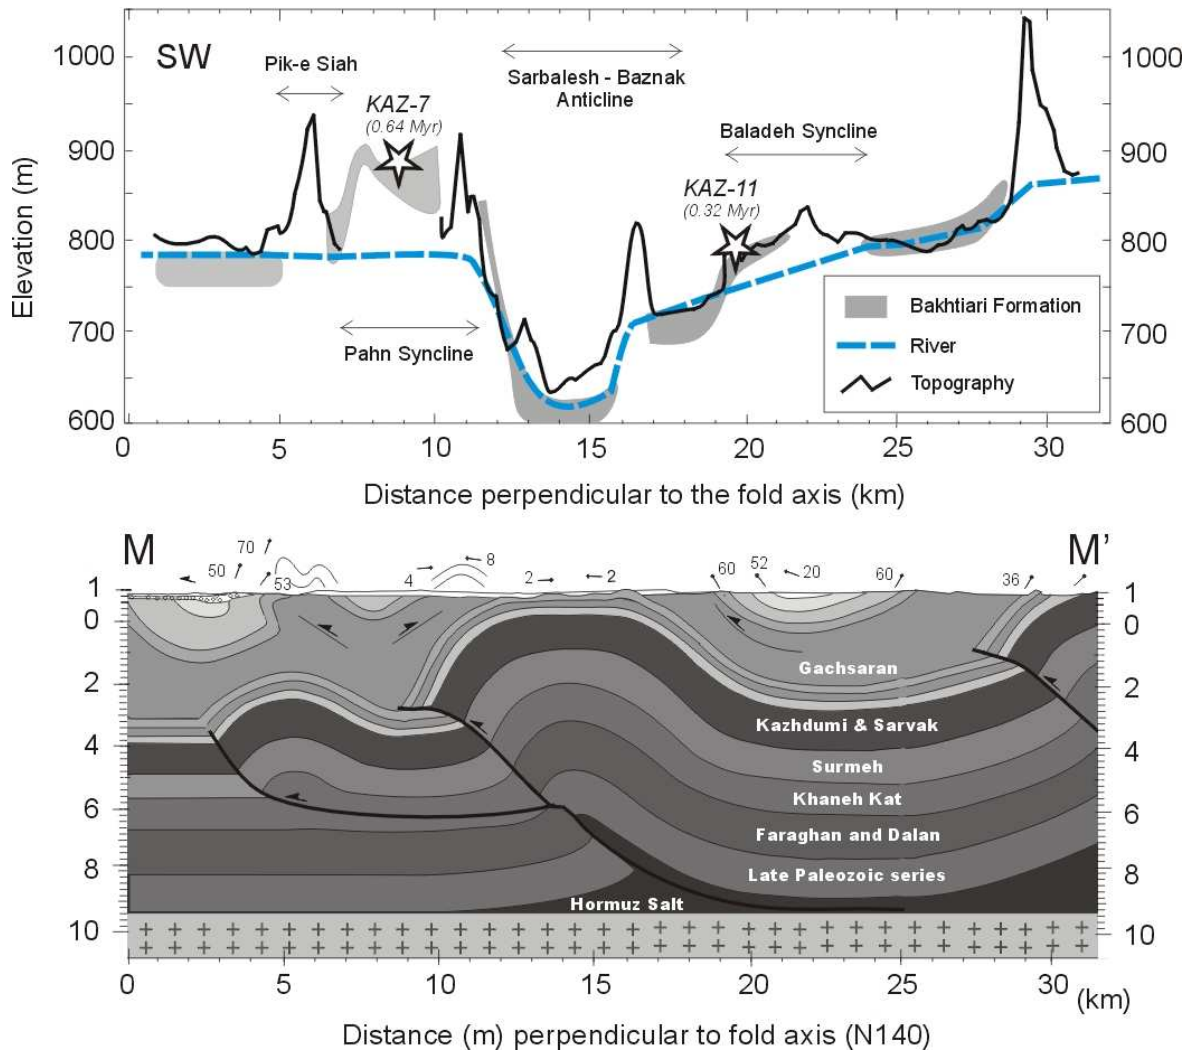 SW
Pik-e Siah
KAZ-7
(0.64 Myr)
Sarbalesh - Baznak
Anticline
Baladeh Syncline
KAZ-11
(0.32 Myr)
Pahn Syncline
Elevation (m)
1000
900
800
700
600
1000
900
800
700
600
Bakhtiari Formation
River
Topography
0
5
10
15
20
25
30
Distance perpendicular to the fold axis (km)
M
M'
70
50
53
4
8
2
2
60
52
20
60
36
1
0
2
4
6
8
10
1
0
2
4
6
8
10
Gachsaran
Kazhdumi & Sarvak
Surmeh
Khaneh Kat
Faraghan and Dalan
Late Paleozoic series
Hormuz Salt
0
5
10
15
20
25
30
(km)
Distance (m) perpendicular to fold axis (N140)